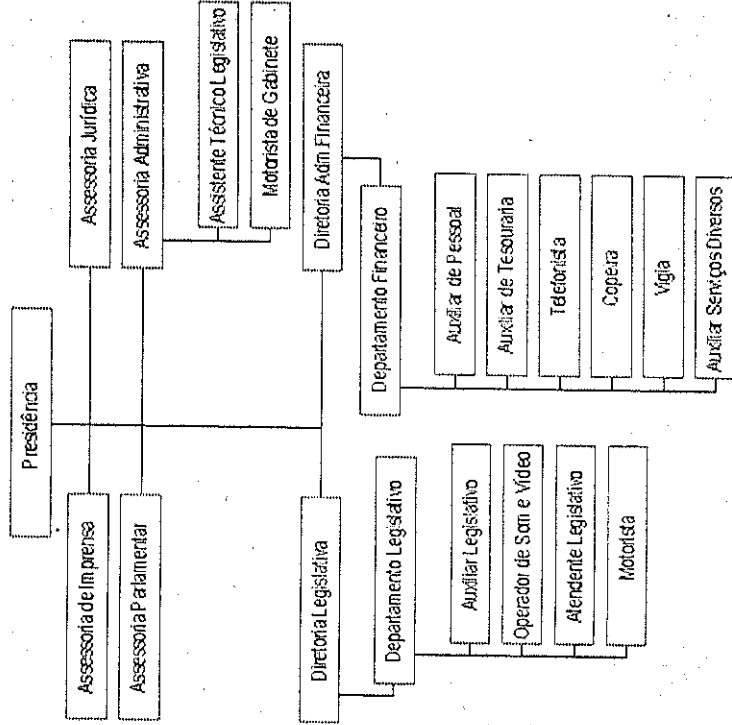 Presidência
Assessoria de Imprensa
Assessoria Jurídica
Assessoria Parlamentar
Assessoria Administrativa
Assistente Técnico Legislativo
Motorista de Gabinete
Diretoria Legislativa
Diretoria Adm Financeira
Departamento Legislativo
Auxiliar Legislativo
Operador de Som e Vídeo
Atendente Legislativo
Motorista
Departamento Financeiro
Auxiliar de Pessoal
Auxiliar de Tesouraria
Telefonista
Copeira
Vigia
Auxiliar Serviços Diversos